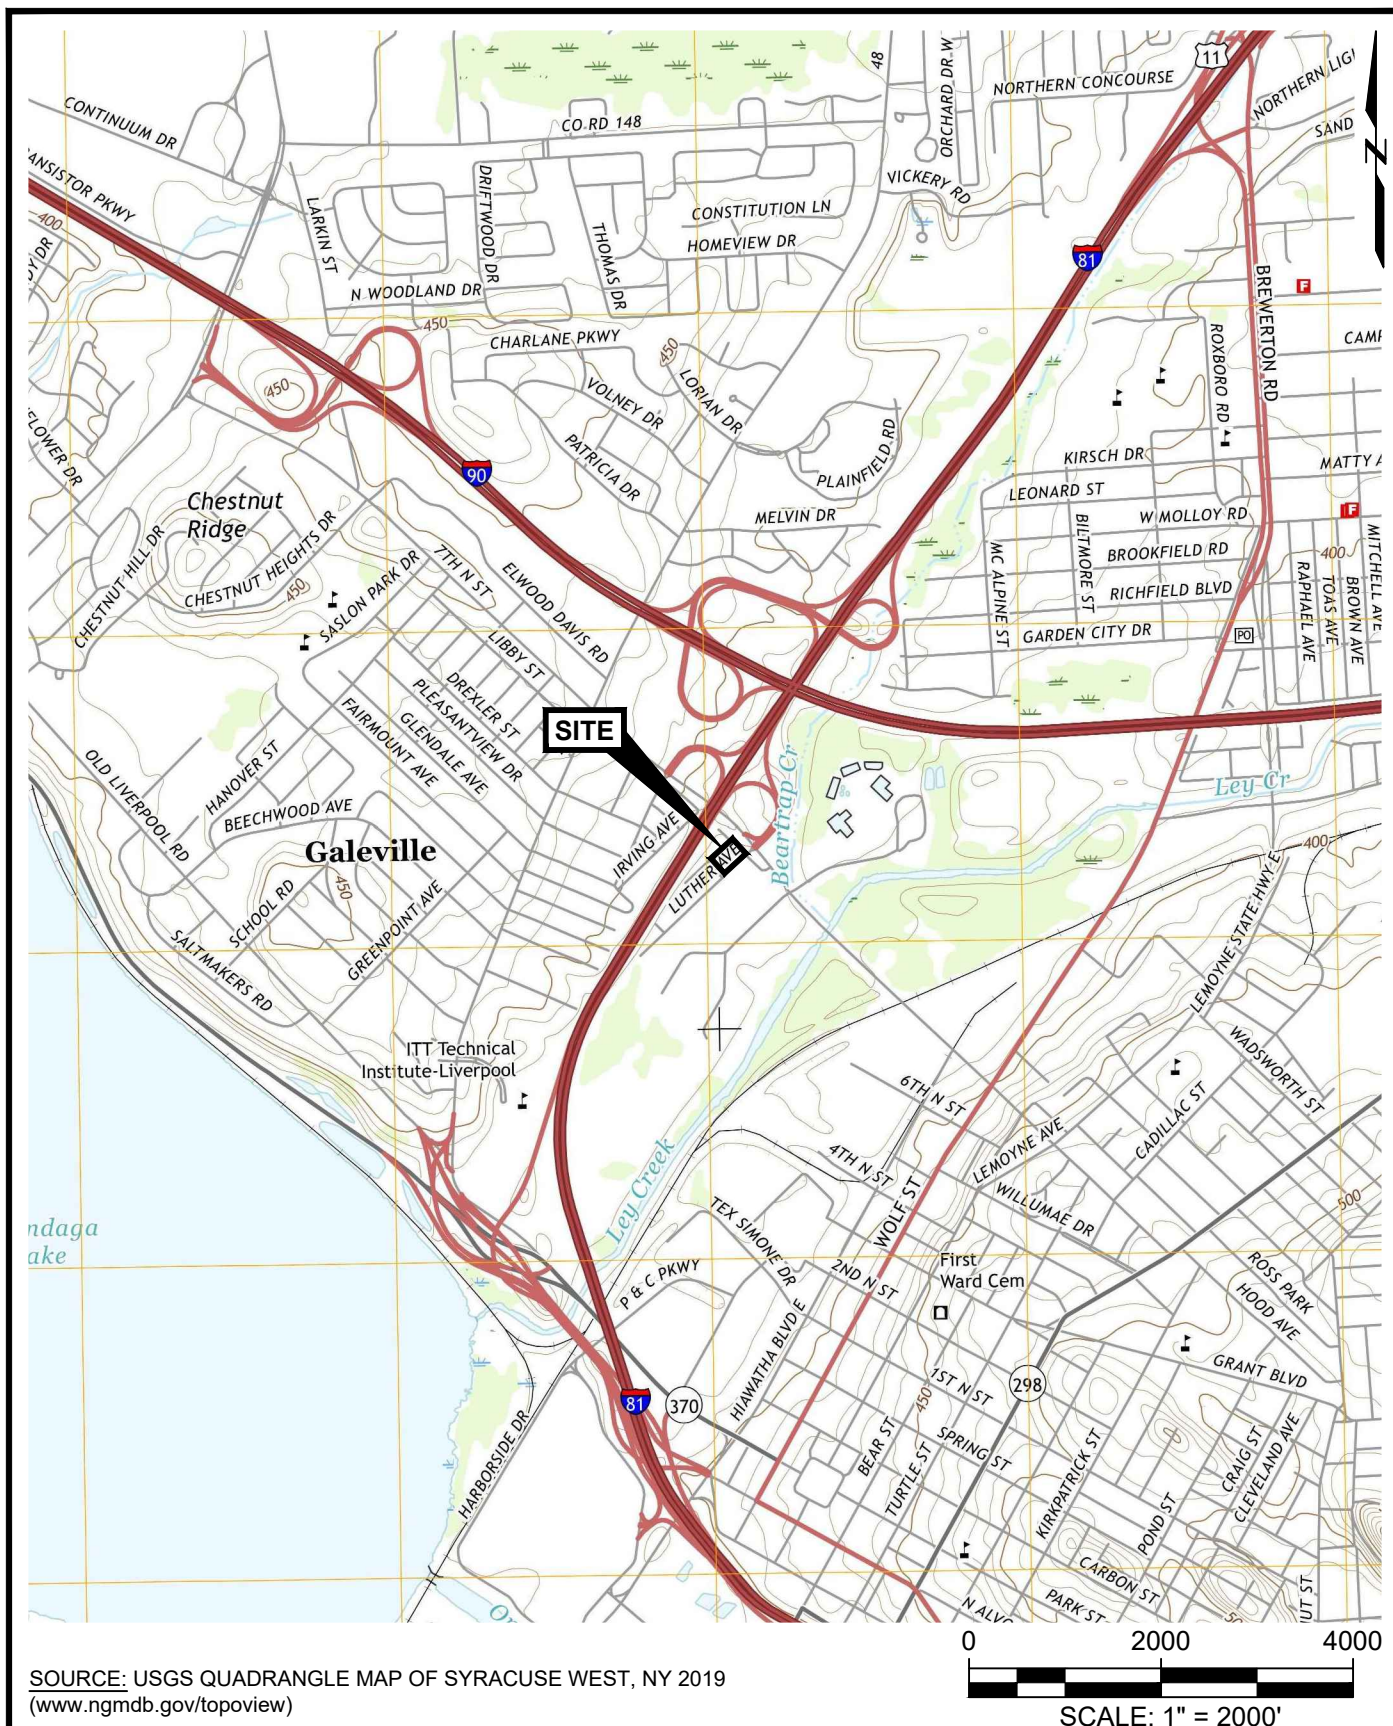 11
48
ORCHARD DR W
NORTHERN CONCOURSE
CONTINUUM DR
CO RD 148
SAND
N
ANSISTOR PKWY
VICKERY RD
400
LARKIN ST
DRIFTWOOD DR
THOMAS DR
CONSTITUTION LN
HOMEVIEW DR
81
N WOODLAND DR
BREWERTON RD
F
450
CHARLANE PKWY
ROXBORO RD
CAMP
450
450
LORIAN DR
VOLNEY DR
PATRICIA DR
PLAINFIELD RD
KIRSCH DR
MATTY A
90
LEONARD ST
Chestnut
Ridge
MELVIN DR
W MOLLOY RD
F
CHESTNUT HILL DR
CHESTNUT HEIGHTS DR
450
SASLON PARK DR
7TH N ST
ELWOOD DAVIS RD
MC ALPINE ST
BILTMORE ST
BROOKFIELD RD
RICHFIELD BLVD
GARDEN CITY DR
400
RAPHAEL AVE
TOAS AVE
BROWN AVE
MITCHELL AVE
PO
LIBBY ST
DREXLER ST
PLEASANTVIEW DR
GLENDALE AVE
FAIRMOUNT AVE
SITE
OLD LIVERPOOL RD
HANOVER ST
BEECHWOOD AVE
Beartrap Cr
Ley Cr
Galeville
IRVING AVE
LUTHER AVE
400
450
SCHOOL RD
GREENPOINT AVE
SALTMAKERS RD
LEMOYNE STATE HWY E
ITT Technical
Institute-Liverpool
WADSWORTH ST
6TH N ST
4TH N ST
LEMOYNE AVE
CADILLAC ST
WILLUMAE DR
500
Ley Creek
WOLF ST
TEX SIMONE DR
2ND N ST
ndaga
ake
First
Ward Cem
ROSS PARK
HOOD AVE
P & C PKWY
HIAWATHA BLVD E
1ST N ST
GRANT BLVD
298
81
370
450
HARBORSIDE DR
BEAR ST
TURTLE ST
SPRING ST
KIRKPATRICK ST
CRAIG ST
CLEVELAND AVE
POND ST
CARBON ST
PARK ST
0 2000 4000
SOURCE: USGS QUADRANGLE MAP OF SYRACUSE WEST, NY 2019
(www.ngmdb.gov/topoview)
SCALE: 1" = 2000'